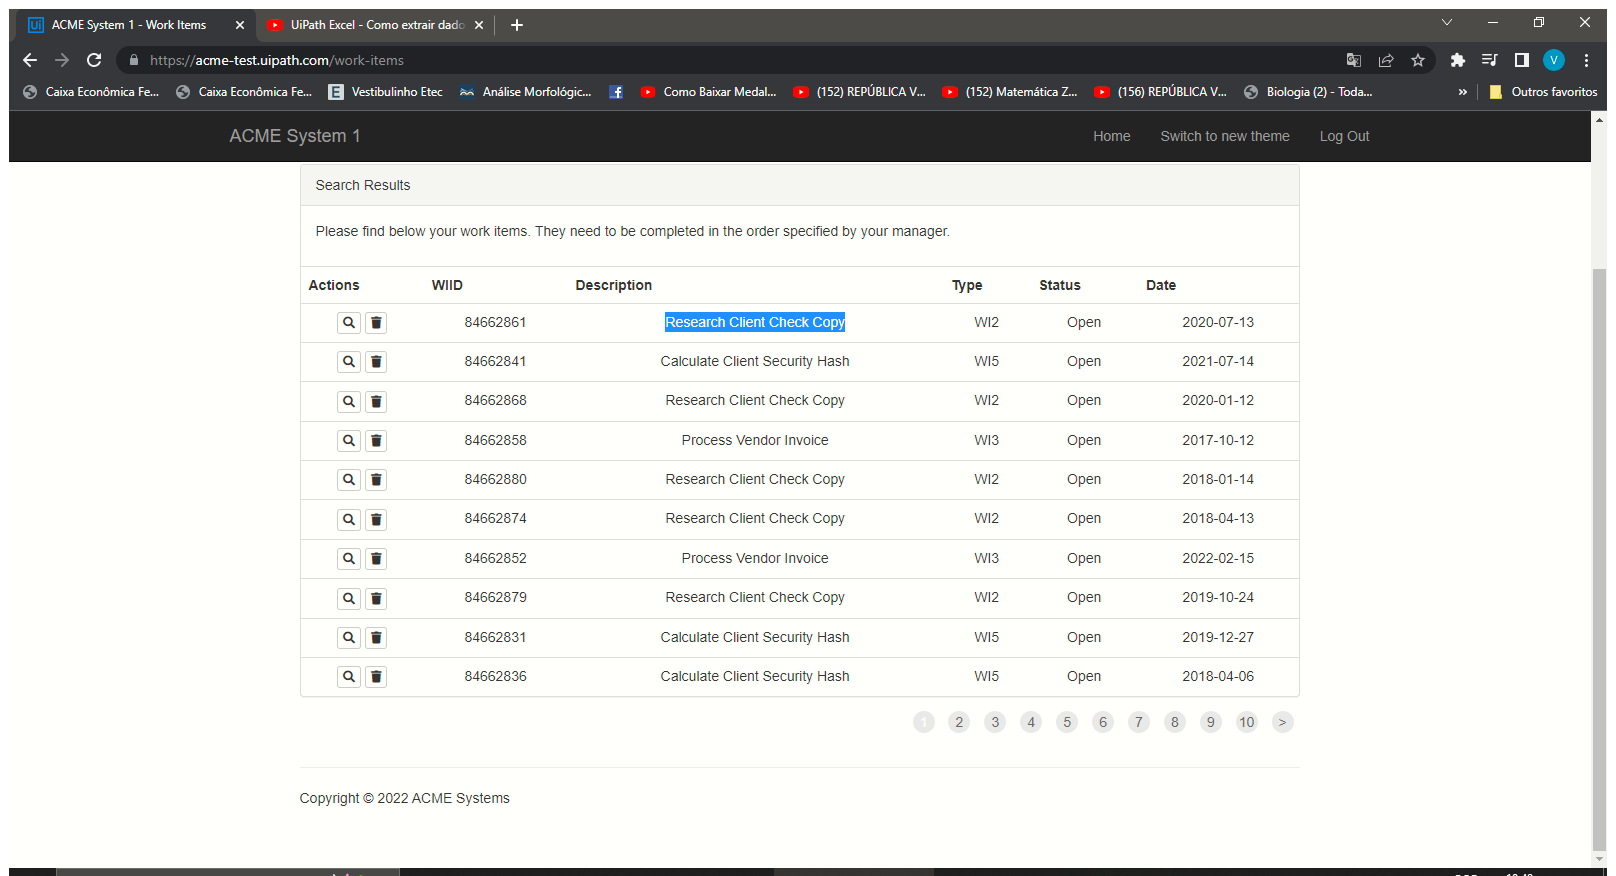 ACME System 1 - Work Items
UiPath Excel - Como extrair dado
https://acme-test.uipath.com/work-items
Caixa Econômica Fe... Caixa Econômica Fe... Vestibulinho Etec Análise Morfológic... Como Baixar Medal... (152) REPÚBLICA V... (152) Matemática Z... (156) REPÚBLICA V... Biologia (2) - Toda... » Outros favoritos
ACME System 1 Home Switch to new theme Log Out
Search Results
Please find below your work items. They need to be completed in the order specified by your manager.
Actions WIID Description Type Status Date
84662861 Research Client Check Copy WI2 Open 2020-07-13
84662841 Calculate Client Security Hash WI5 Open 2021-07-14
84662868 Research Client Check Copy WI2 Open 2020-01-12
84662858 Process Vendor Invoice WI3 Open 2017-10-12
84662880 Research Client Check Copy WI2 Open 2018-01-14
84662874 Research Client Check Copy WI2 Open 2018-04-13
84662852 Process Vendor Invoice WI3 Open 2022-02-15
84662879 Research Client Check Copy WI2 Open 2019-10-24
84662831 Calculate Client Security Hash WI5 Open 2019-12-27
84662836 Calculate Client Security Hash WI5 Open 2018-04-06
1 2 3 4 5 6 7 8 9 10 >
Copyright © 2022 ACME Systems